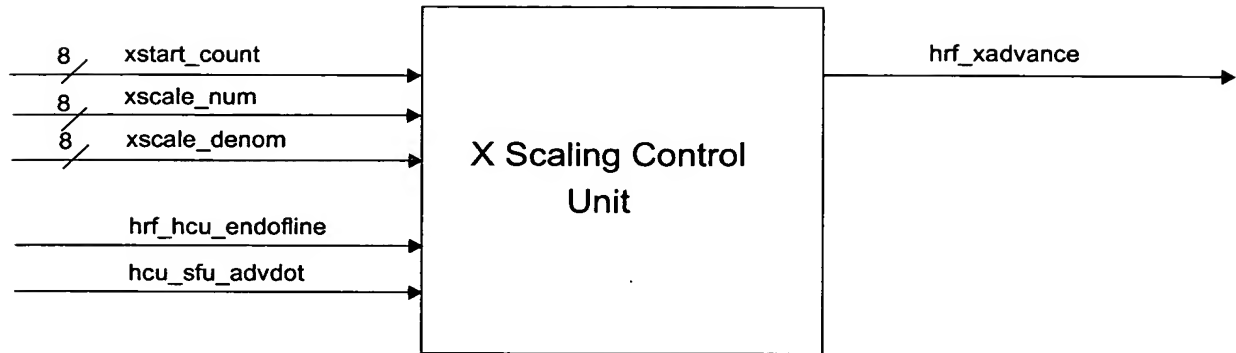 8 xstart_count
hrf_xadvance
8 xscale_num
8 xscale_denom
X Scaling Control
Unit
hrf_hcu_endofline
hcu_sfu_advdot